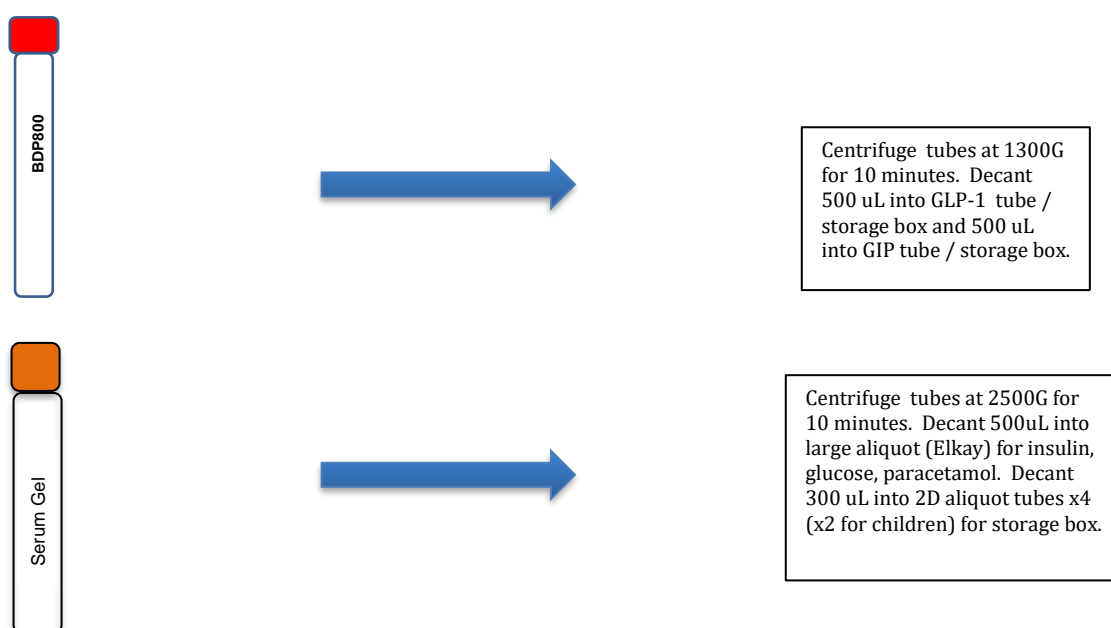 BDP800
Centrifuge tubes at 1300G
for 10 minutes. Decant
500 uL into GLP-1 tube /
storage box and 500 uL
into GIP tube / storage box.
Serum Gel
Centrifuge tubes at 2500G for
10 minutes. Decant 500uL into
large aliquot (Elkay) for insulin,
glucose, paracetamol. Decant
300 uL into 2D aliquot tubes x4
(x2 for children) for storage box.